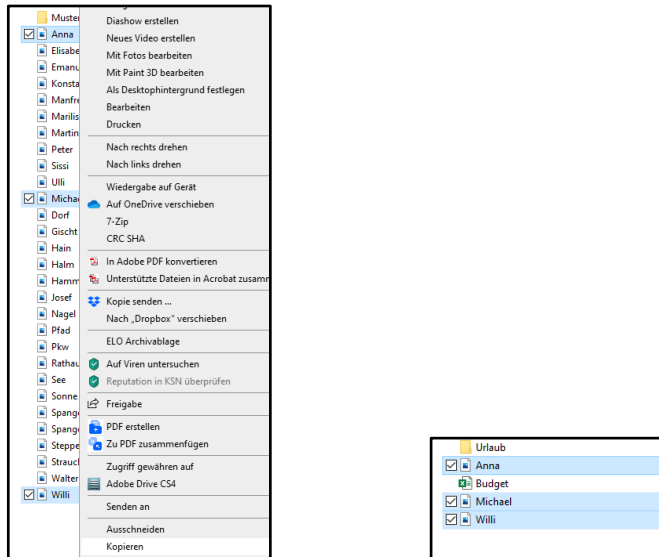 Muster
Anna
Elisabe
Emanu
Konsta
Manfre
Marilis
Martin
Peter
Sissi
Ulli
Michae
Dorf
Gischt
Hain
Halm
Hamm
Josef
Nagel
Pfad
Pkw
Rathau
See
Sonne
Spange
Spange
Steppe
Strauch
Walter
Willi
Diashow erstellen
Neues Video erstellen
Mit Fotos bearbeiten
Mit Paint 3D bearbeiten
Als Desktophintergrund festlegen
Bearbeiten
Drucken
Nach rechts drehen
Nach links drehen
Wiedergabe auf Gerät
Auf OneDrive verschieben
7-Zip
CRC SHA
In Adobe PDF konvertieren
Unterstützte Dateien in Acrobat zusamm
Kopie senden ...
Nach „Dropbox" verschieben
ELO Archivablage
Auf Viren untersuchen
Reputation in KSN überprüfen
Freigabe
PDF erstellen
Zu PDF zusammenfügen
Zugriff gewähren auf
Adobe Drive CS4
Senden an
Ausschneiden
Kopieren
Urlaub
Anna
Budget
Michael
Willi